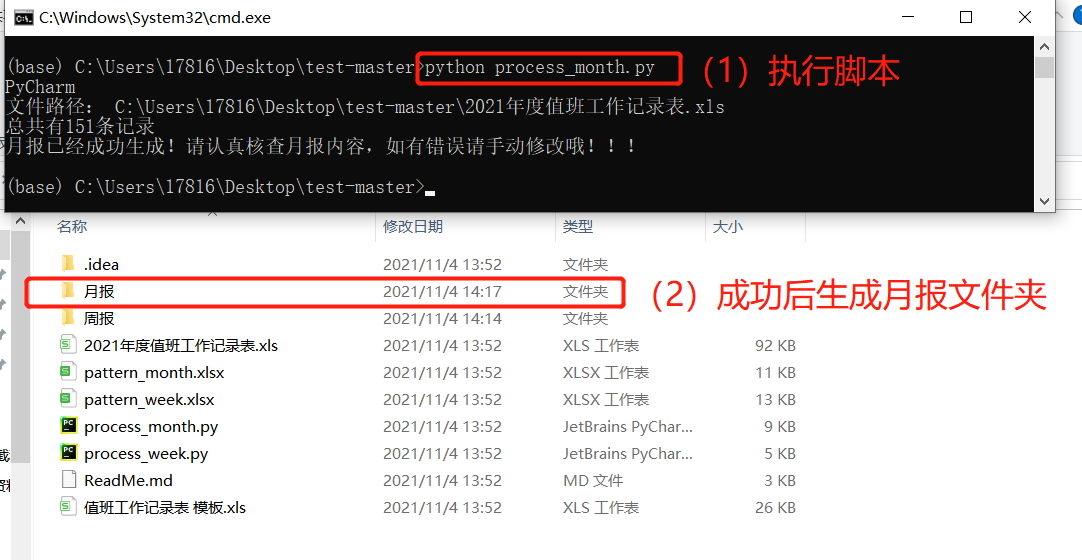 C:\Windows\System32\cmd.exe
(base) C:\Users\17816\Desktop\test-master>python process_month.py (1)执行脚本
PyCharm
文件路径： C:\Users\17816\Desktop\test-master\2021年度值班工作记录表.xls
总共有151条记录
月报已经成功生成！请认真核查月报内容，如有错误请手动修改哦！！！
(base) C:\Users\17816\Desktop\test-master>
名称 修改日期 类型 大小
.idea 2021/11/4 13:52 文件夹
月报 2021/11/4 14:17 文件夹 （2）成功后生成月报文件夹
周报 2021/11/4 14:14 文件夹
2021年度值班工作记录表.xls 2021/11/4 13:52 XLS 工作表 92 KB
pattern_month.xlsx 2021/11/4 13:52 XLSX 工作表 11 KB
pattern_week.xlsx 2021/11/4 13:52 XLSX 工作表 13 KB
process_month.py 2021/11/4 13:52 JetBrains PyChar... 9 KB
process_week.py 2021/11/4 13:52 JetBrains PyChar... 5 KB
ReadMe.md 2021/11/4 13:52 MD 文件 3 KB
值班工作记录表 模板.xls 2021/11/4 13:52 XLS 工作表 26 KB